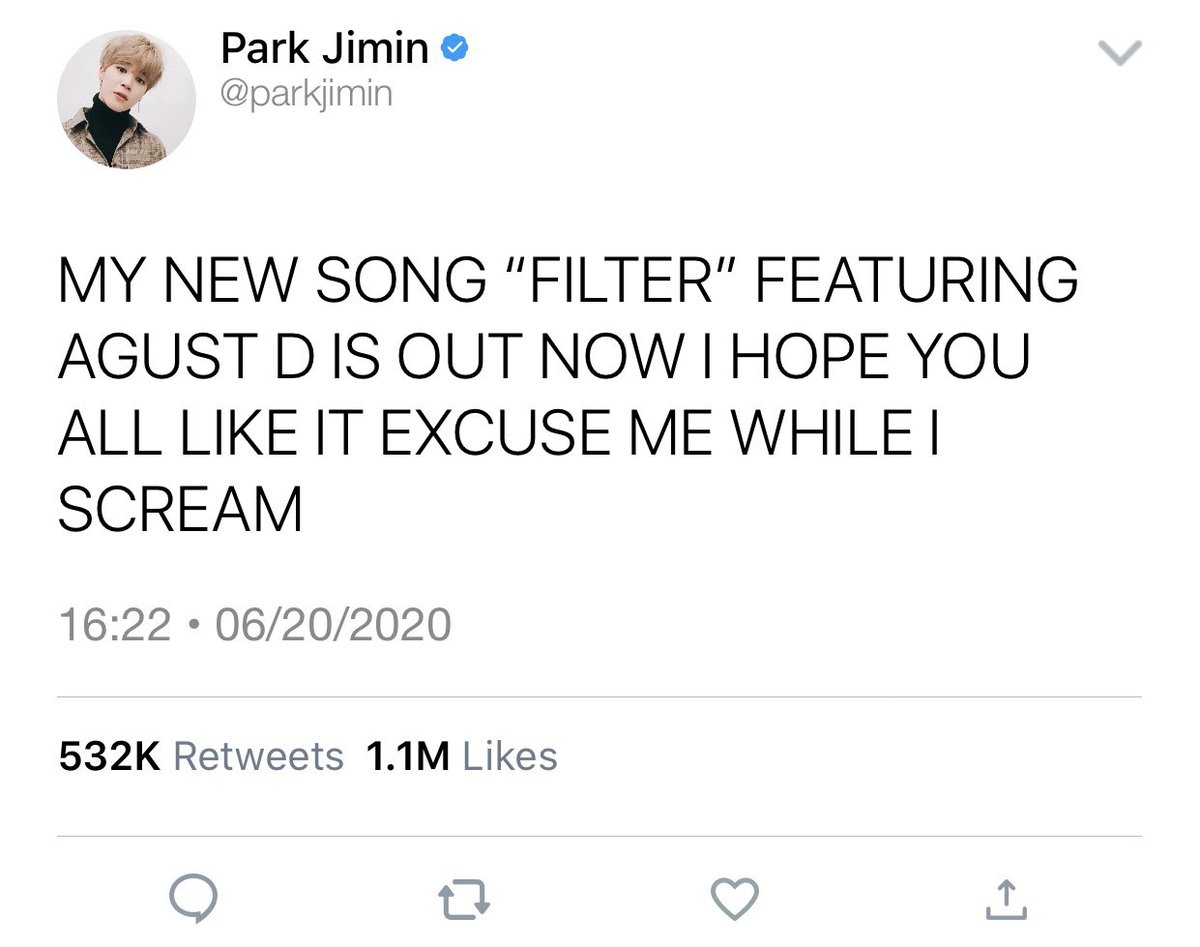 Park Jimin
@parkjimin
MY NEW SONG “FILTER” FEATURING
AGUST D IS OUT NOW I HOPE YOU
ALL LIKE IT EXCUSE ME WHILE I
SCREAM
16:22 • 06/20/2020
532K Retweets 1.1M Likes